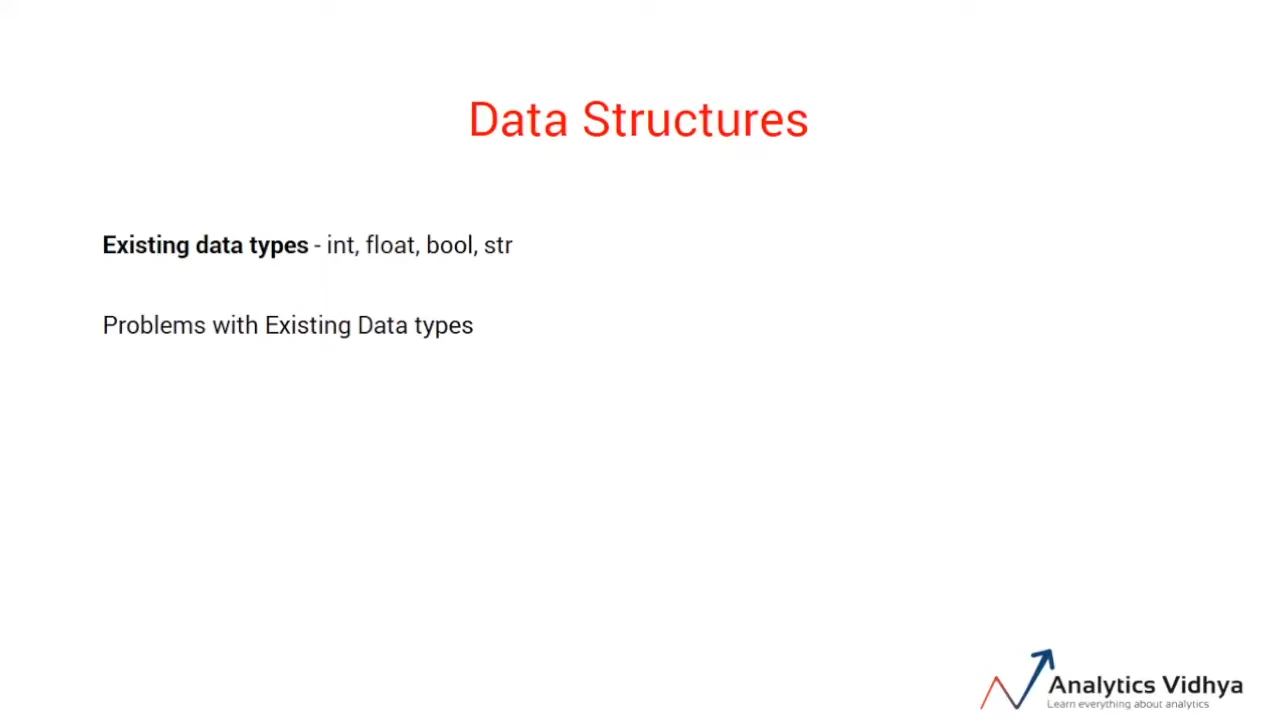 Data Structures
Existing data types - int, float, bool, str
Problems with Existing Data types
Analytics Vidhya
Learn everything about analytics